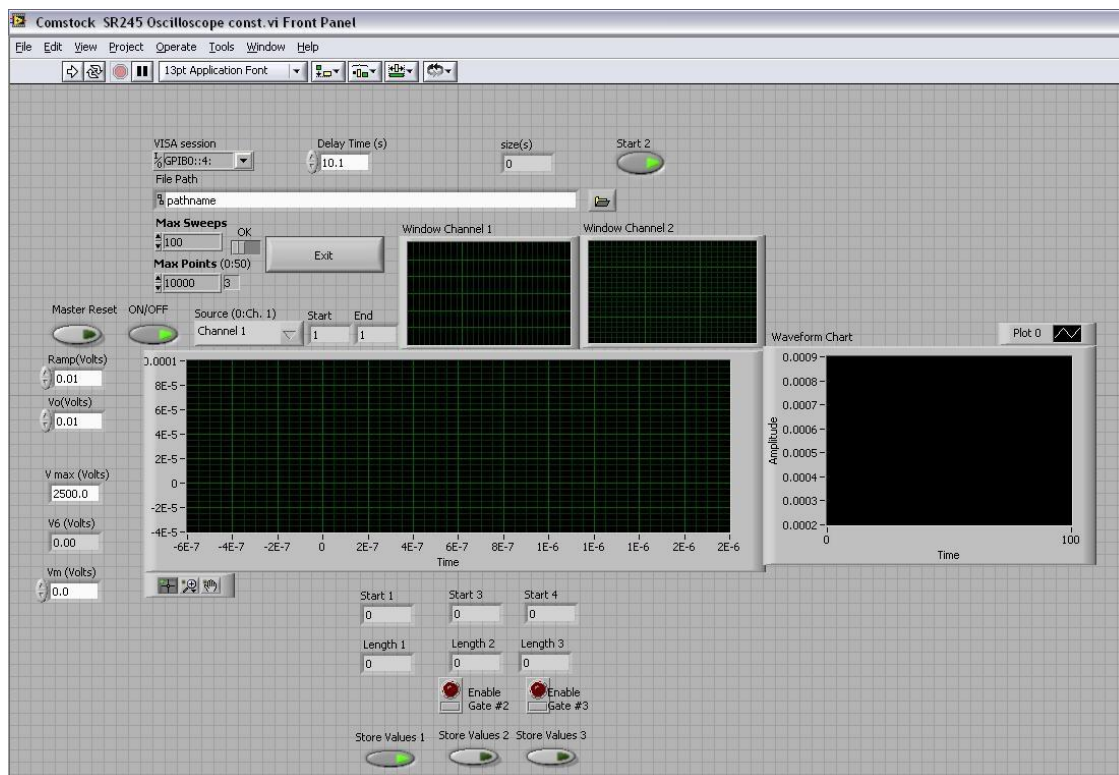 Comstock SR245 Oscilloscope const.vi Front Panel
File Edit View Project Operate Tools Window Help
13pt Application Font
VISA session
Delay Time (s)
size(s)
Start 2
GPIB0::4:
10.1
0
File Path
pathname
Max Sweeps
OK
100
Exit
Max Points (0:50)
10000
3
Window Channel 1
Window Channel 2
Master Reset
ON/OFF
Source (0:Ch. 1)
Start
End
Channel 1
1
1
Ramp(Volts)
0.01
Vo(Volts)
0.01
V max (Volts)
2500.0
V6 (Volts)
0.00
Vm (Volts)
0.0
0.0001
8E-5
6E-5
4E-5
2E-5
0
-2E-5
-4E-5
-6E-7 -4E-7 -2E-7 0 2E-7 4E-7 6E-7 8E-7 1E-6 1E-6 1E-6 2E-6 2E-6
Time
Waveform Chart
Plot 0
Amplitude
0.0009
0.0008
0.0007
0.0006
0.0005
0.0004
0.0003
0.0002
0 100
Time
Start 1
Start 3
Start 4
0
0
0
Length 1
Length 2
Length 3
0
0
0
Enable
Gate #2
Enable
Gate #3
Store Values 1
Store Values 2
Store Values 3